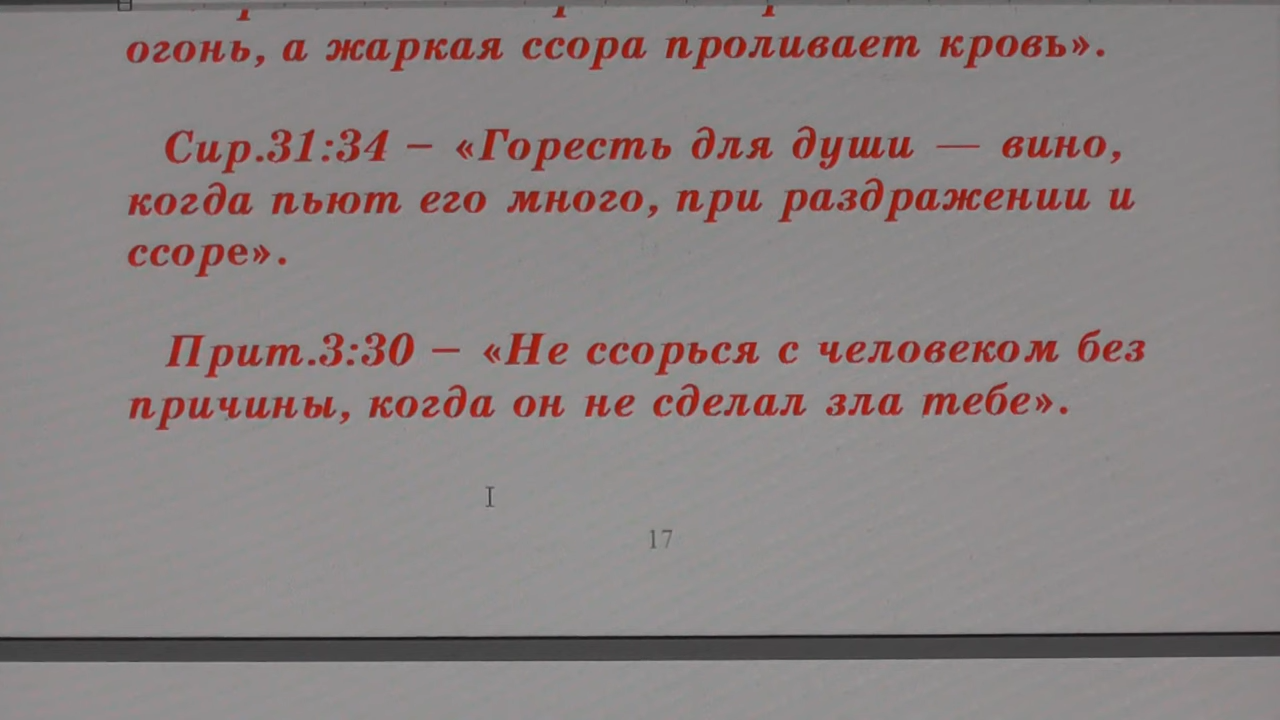 огонь, а жаркая ссора проливает кровь».
Сир.31:34 – «Горесть для души — вино,
когда пьют его много, при раздражении и
ссоре».
Прит.3:30 – «Не ссорься с человеком без
причины, когда он не сделал зла тебе».
17